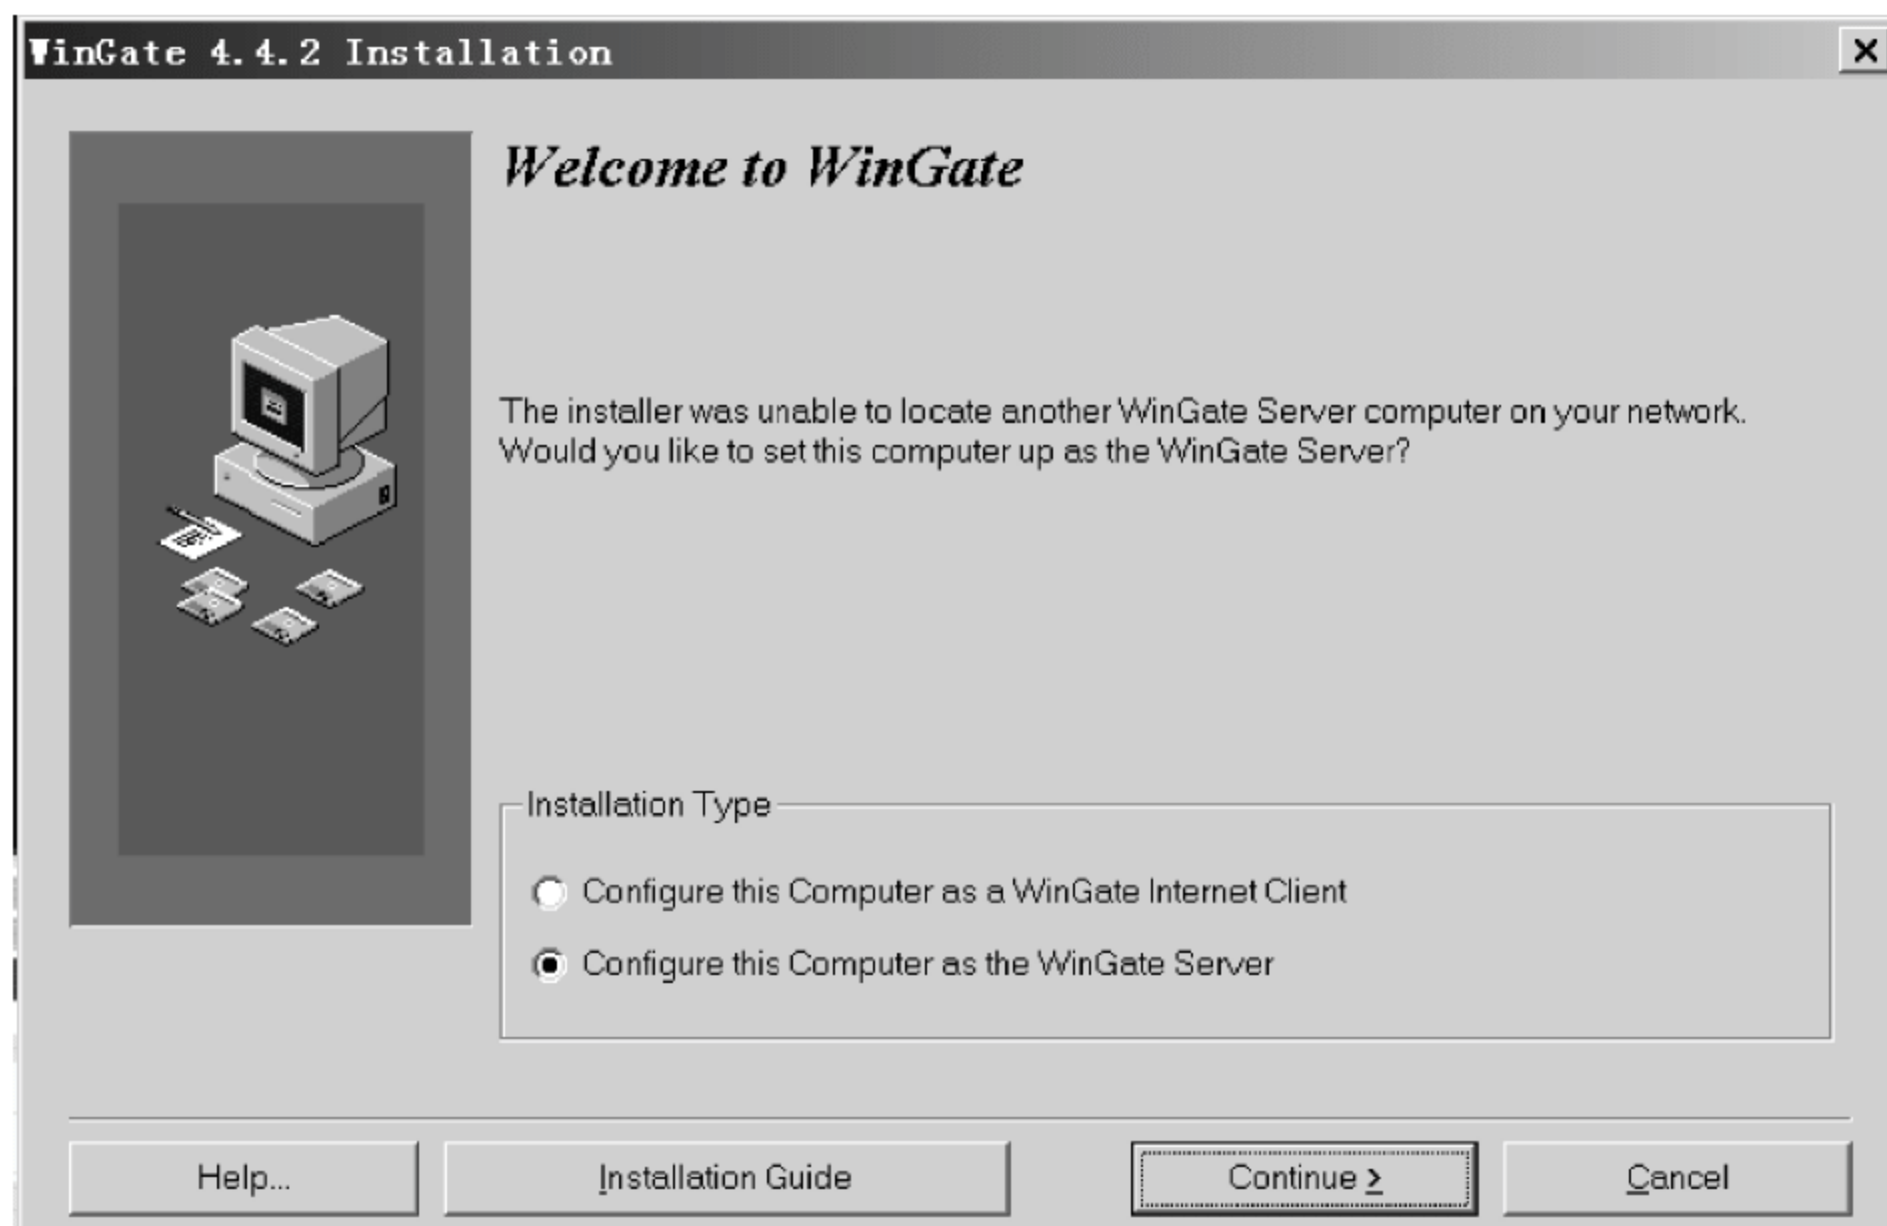 WinGate 4.4.2 Installation
Welcome to WinGate
The installer was unable to locate another WinGate Server computer on your network.
Would you like to set this computer up as the WinGate Server?
Installation Type
Configure this Computer as a WinGate Internet Client
Configure this Computer as the WinGate Server
Help...
Installation Guide
Continue >
Cancel